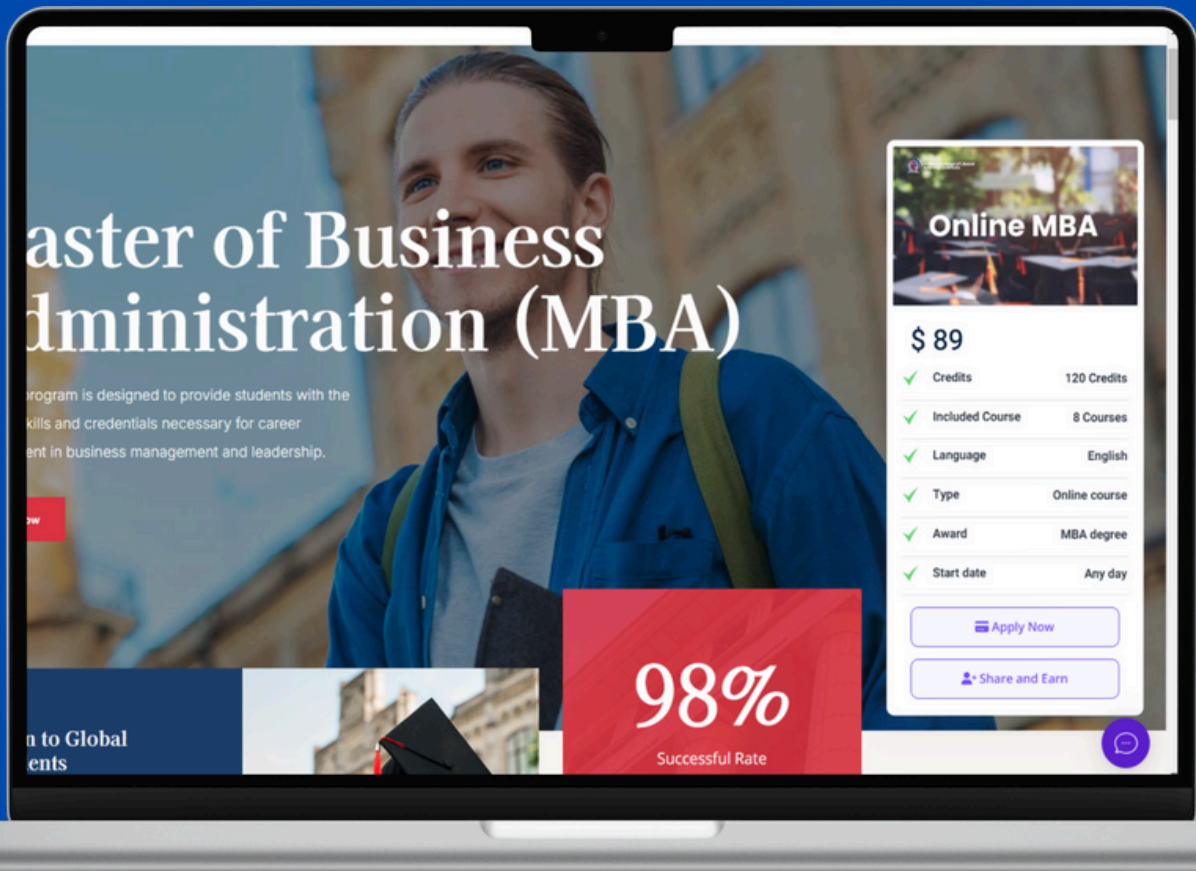 aster of Business
dministration (MBA)
program is designed to provide students with the
kills and credentials necessary for career
ent in business management and leadership.
ow
n to Global
ents
98%
Successful Rate
Online MBA
$ 89
Credits 120 Credits
Included Course 8 Courses
Language English
Type Online course
Award MBA degree
Start date Any day
Apply Now
Share and Earn